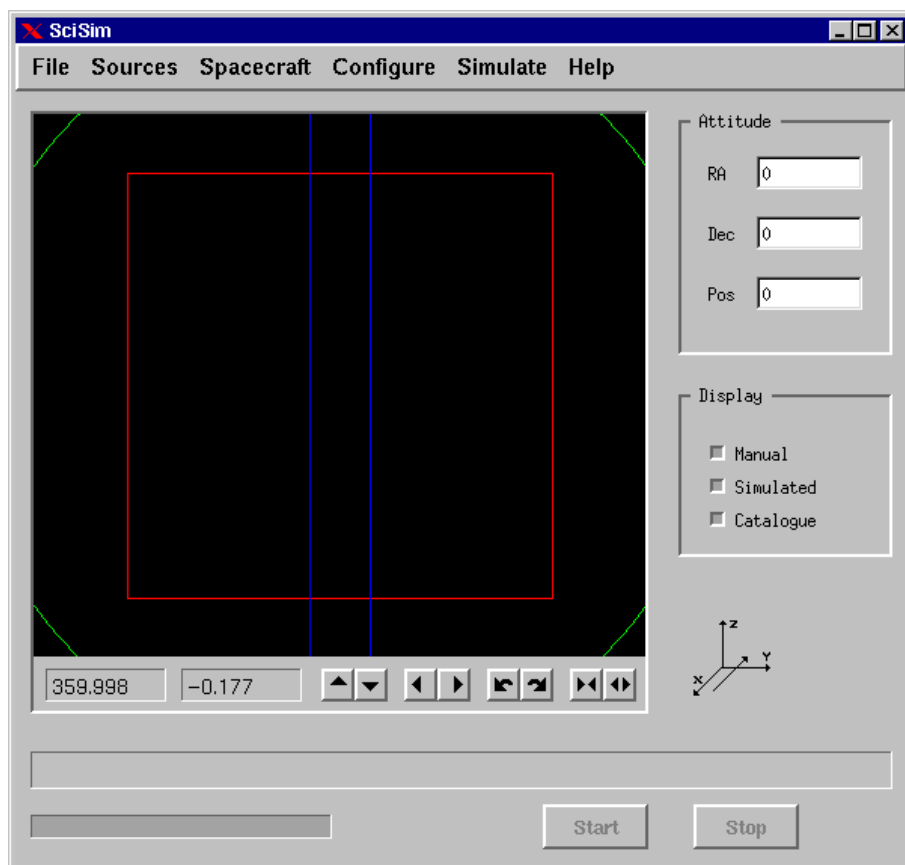 SciSim
File Sources Spacecraft Configure Simulate Help
Attitude
RA 0
Dec 0
Pos 0
Display
Manual
Simulated
Catalogue
Z
Y
X
359.998 −0.177
Start Stop